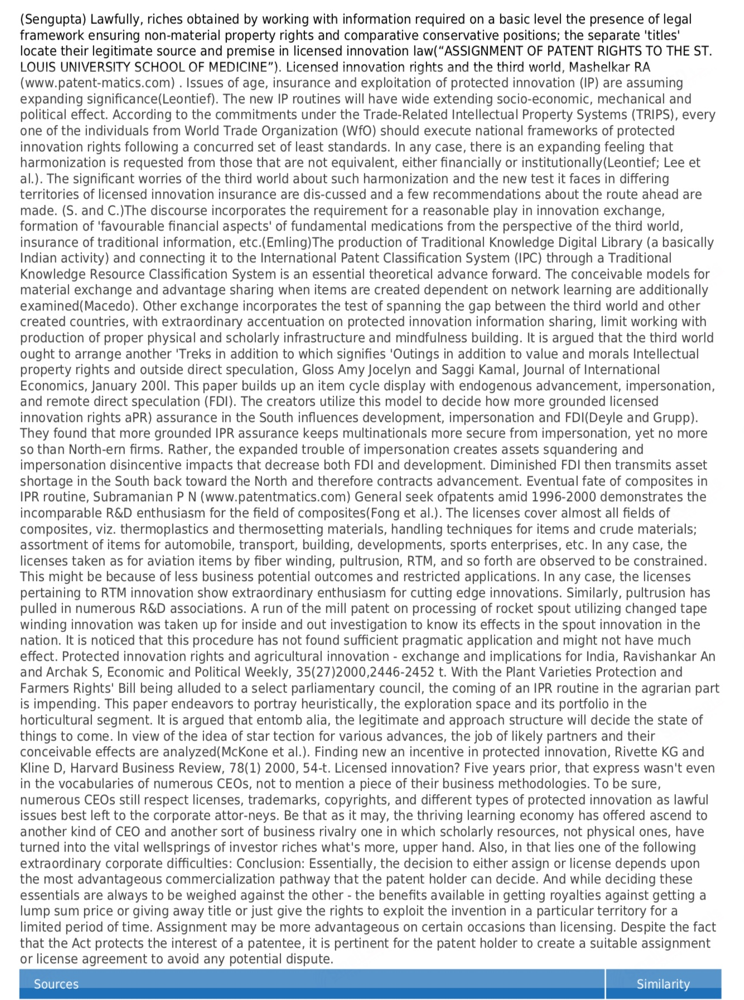 (Sengupta) Lawfully, riches obtained by working with information required on a basic level the presence of legal
framework ensuring non-material property rights and comparative conservative positions; the separate 'titles'
locate their legitimate source and premise in licensed innovation law(“ASSIGNMENT OF PATENT RIGHTS TO THE ST.
LOUIS UNIVERSITY SCHOOL OF MEDICINE”). Licensed innovation rights and the third world, Mashelkar RA
(www.patent-matics.com) . Issues of age, insurance and exploitation of protected innovation (IP) are assuming
expanding significance(Leontief). The new IP routines will have wide extending socio-economic, mechanical and
political effect. According to the commitments under the Trade-Related Intellectual Property Systems (TRIPS), every
one of the individuals from World Trade Organization (WfO) should execute national frameworks of protected
innovation rights following a concurred set of least standards. In any case, there is an expanding feeling that
harmonization is requested from those that are not equivalent, either financially or institutionally(Leontief; Lee et
al.). The significant worries of the third world about such harmonization and the new test it faces in differing
territories of licensed innovation insurance are dis-cussed and a few recommendations about the route ahead are
made. (S. and C.)The discourse incorporates the requirement for a reasonable play in innovation exchange,
formation of 'favourable financial aspects' of fundamental medications from the perspective of the third world,
insurance of traditional information, etc.(Emling)The production of Traditional Knowledge Digital Library (a basically
Indian activity) and connecting it to the International Patent Classification System (IPC) through a Traditional
Knowledge Resource Classification System is an essential theoretical advance forward. The conceivable models for
material exchange and advantage sharing when items are created dependent on network learning are additionally
examined(Macedo). Other exchange incorporates the test of spanning the gap between the third world and other
created countries, with extraordinary accentuation on protected innovation information sharing, limit working with
production of proper physical and scholarly infrastructure and mindfulness building. It is argued that the third world
ought to arrange another 'Treks in addition to which signifies 'Outings in addition to value and morals Intellectual
property rights and outside direct speculation, Gloss Amy Jocelyn and Saggi Kamal, Journal of International
Economics, January 200l. This paper builds up an item cycle display with endogenous advancement, impersonation,
and remote direct speculation (FDI). The creators utilize this model to decide how more grounded licensed
innovation rights aPR) assurance in the South influences development, impersonation and FDI(Deyle and Grupp).
They found that more grounded IPR assurance keeps multinationals more secure from impersonation, yet no more
so than North-ern firms. Rather, the expanded trouble of impersonation creates assets squandering and
impersonation disincentive impacts that decrease both FDI and development. Diminished FDI then transmits asset
shortage in the South back toward the North and therefore contracts advancement. Eventual fate of composites in
IPR routine, Subramanian P N (www.patentmatics.com) General seek ofpatents amid 1996-2000 demonstrates the
incomparable R&D enthusiasm for the field of composites(Fong et al.). The licenses cover almost all fields of
composites, viz. thermoplastics and thermosetting materials, handling techniques for items and crude materials;
assortment of items for automobile, transport, building, developments, sports enterprises, etc. In any case, the
licenses taken as for aviation items by fiber winding, pultrusion, RTM, and so forth are observed to be constrained.
This might be because of less business potential outcomes and restricted applications. In any case, the licenses
pertaining to RTM innovation show extraordinary enthusiasm for cutting edge innovations. Similarly, pultrusion has
pulled in numerous R&D associations. A run of the mill patent on processing of rocket spout utilizing changed tape
winding innovation was taken up for inside and out investigation to know its effects in the spout innovation in the
nation. It is noticed that this procedure has not found sufficient pragmatic application and might not have much
effect. Protected innovation rights and agricultural innovation - exchange and implications for India, Ravishankar An
and Archak S, Economic and Political Weekly, 35(27)2000,2446-2452 t. With the Plant Varieties Protection and
Farmers Rights' Bill being alluded to a select parliamentary council, the coming of an IPR routine in the agrarian part
is impending. This paper endeavors to portray heuristically, the exploration space and its portfolio in the
horticultural segment. It is argued that entomb alia, the legitimate and approach structure will decide the state of
things to come. In view of the idea of star tection for various advances, the job of likely partners and their
conceivable effects are analyzed(McKone et al.). Finding new an incentive in protected innovation, Rivette KG and
Kline D, Harvard Business Review, 78(1) 2000, 54-t. Licensed innovation? Five years prior, that express wasn't even
in the vocabularies of numerous CEOs, not to mention a piece of their business methodologies. To be sure,
numerous CEOs still respect licenses, trademarks, copyrights, and different types of protected innovation as lawful
issues best left to the corporate attor-neys. Be that as it may, the thriving learning economy has offered ascend to
another kind of CEO and another sort of business rivalry one in which scholarly resources, not physical ones, have
turned into the vital wellsprings of investor riches what's more, upper hand. Also, in that lies one of the following
extraordinary corporate difficulties: Conclusion: Essentially, the decision to either assign or license depends upon
the most advantageous commercialization pathway that the patent holder can decide. And while deciding these
essentials are always to be weighed against the other - the benefits available in getting royalties against getting a
lump sum price or giving away title or just give the rights to exploit the invention in a particular territory for a
limited period of time. Assignment may be more advantageous on certain occasions than licensing. Despite the fact
that the Act protects the interest of a patentee, it is pertinent for the patent holder to create a suitable assignment
or license agreement to avoid any potential dispute.
Sources Similarity